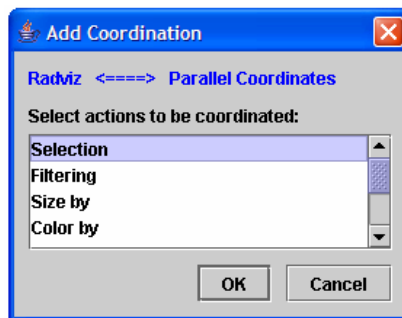 Add Coordination
Radviz <====> Parallel Coordinates
Select actions to be coordinated:
Selection
Filtering
Size by
Color by
OK Cancel